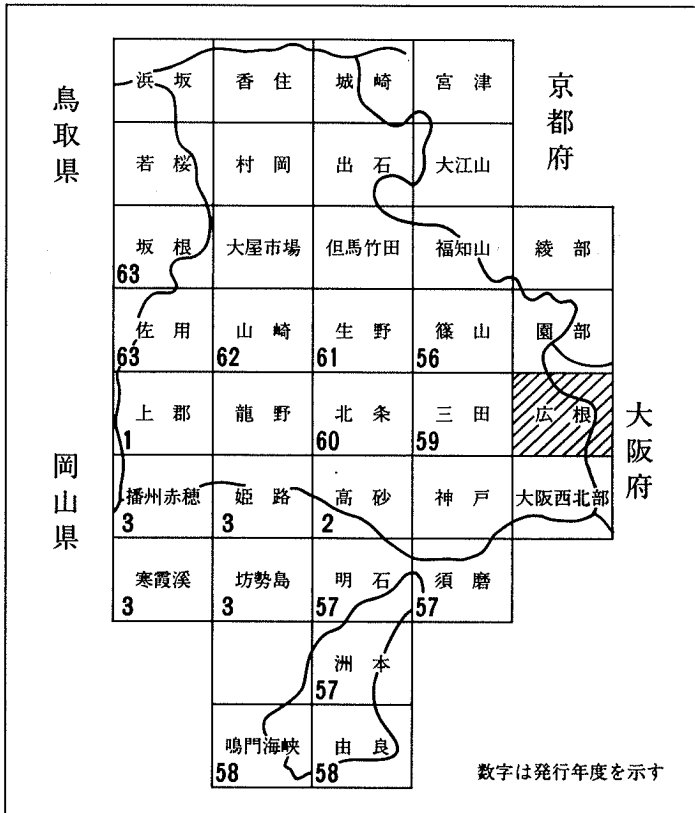 鳥取県
京都府
岡山県
大阪府
浜坂 香住 城崎 宮津
若桜 村岡 出石 大江山
坂根 大屋市場 但馬竹田 福知山 綾部
63
佐用 山崎 生野 篠山 園部
63 62 61 56
上郡 龍野 北条 三田 広根
1 60 59
播州赤穂 姫路 高砂 神戸 大阪西北部
3 3 2
寒霞渓 坊勢島 明石 須磨
3 3 57 57
洲本
57
鳴門海峡 由良
58 58
数字は発行年度を示す